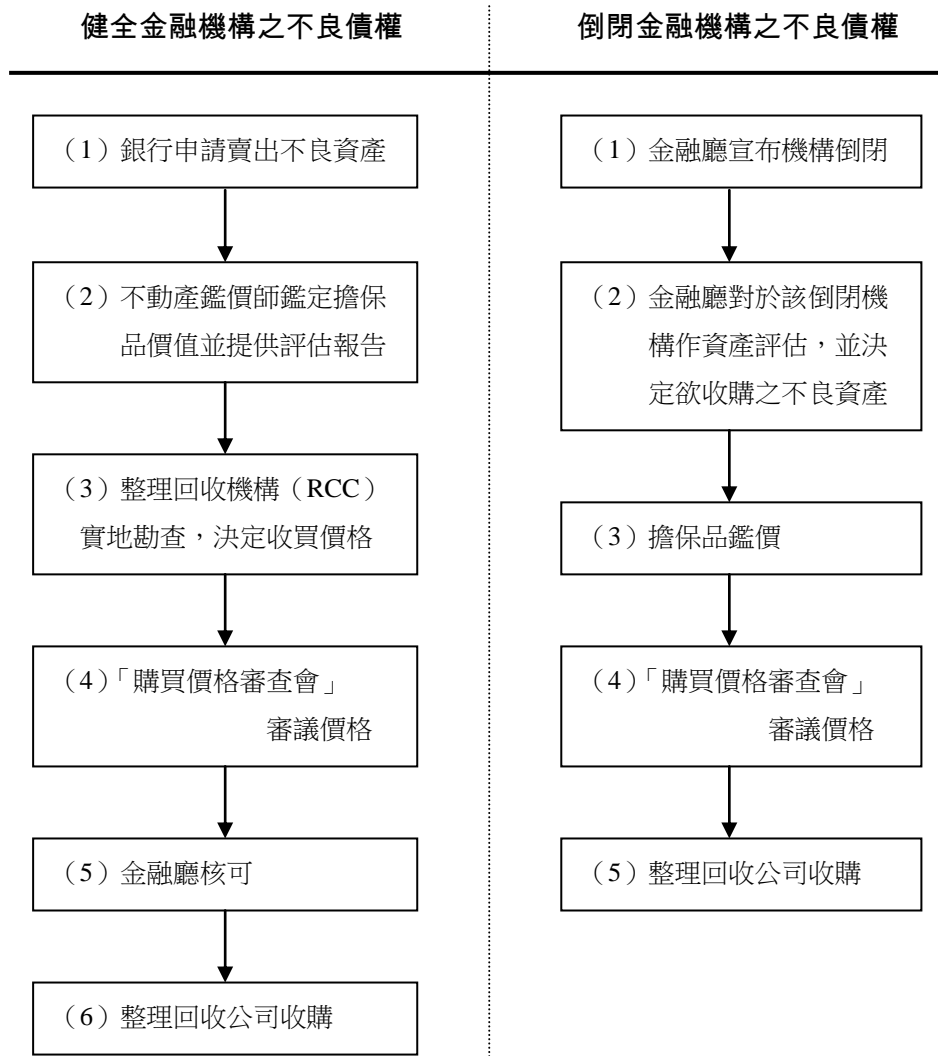 健全金融機構之不良債權
（1）銀行申請賣出不良資產
（2）不動產鑑價師鑑定擔保
品價值並提供評估報告
（3）整理回收機構（RCC）
實地勘查，決定收買價格
（4）「購買價格審查會」
審議價格
（5）金融廳核可
（6）整理回收公司收購
倒閉金融機構之不良債權
（1）金融廳宣布機構倒閉
（2）金融廳對於該倒閉機
構作資產評估，並決
定欲收購之不良資產
（3）擔保品鑑價
（4）「購買價格審查會」
審議價格
（5）整理回收公司收購